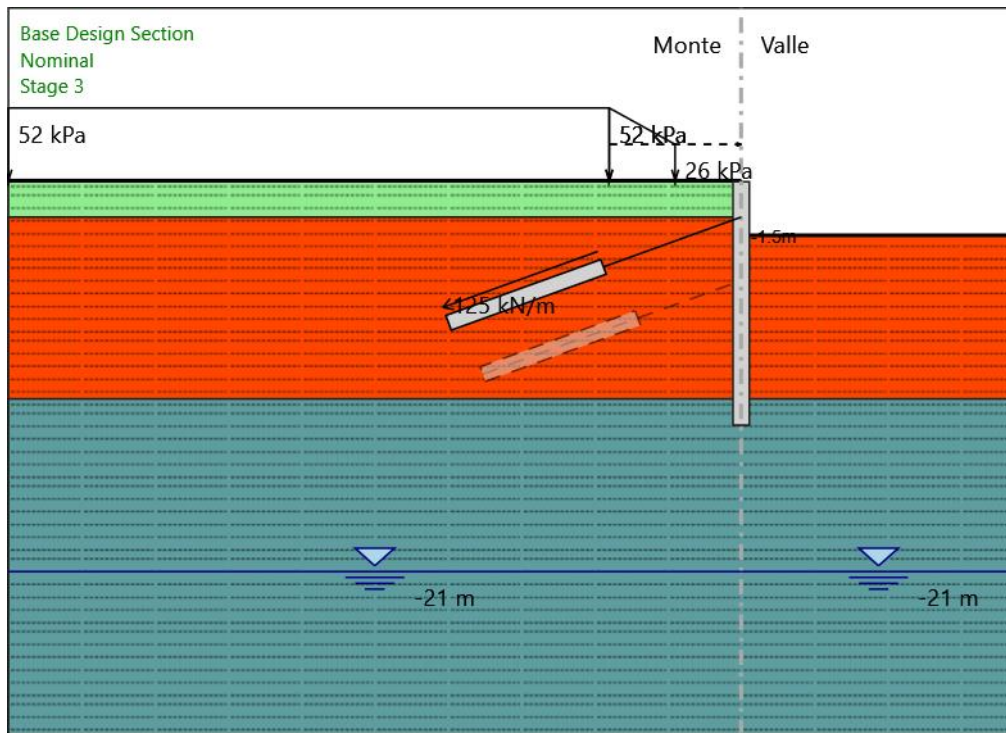 Base Design Section
Nominal
Stage 3
Monte
Valle
52 kPa
52 kPa
26 kPa
-1.5m
125 kN/m
-21 m
-21 m